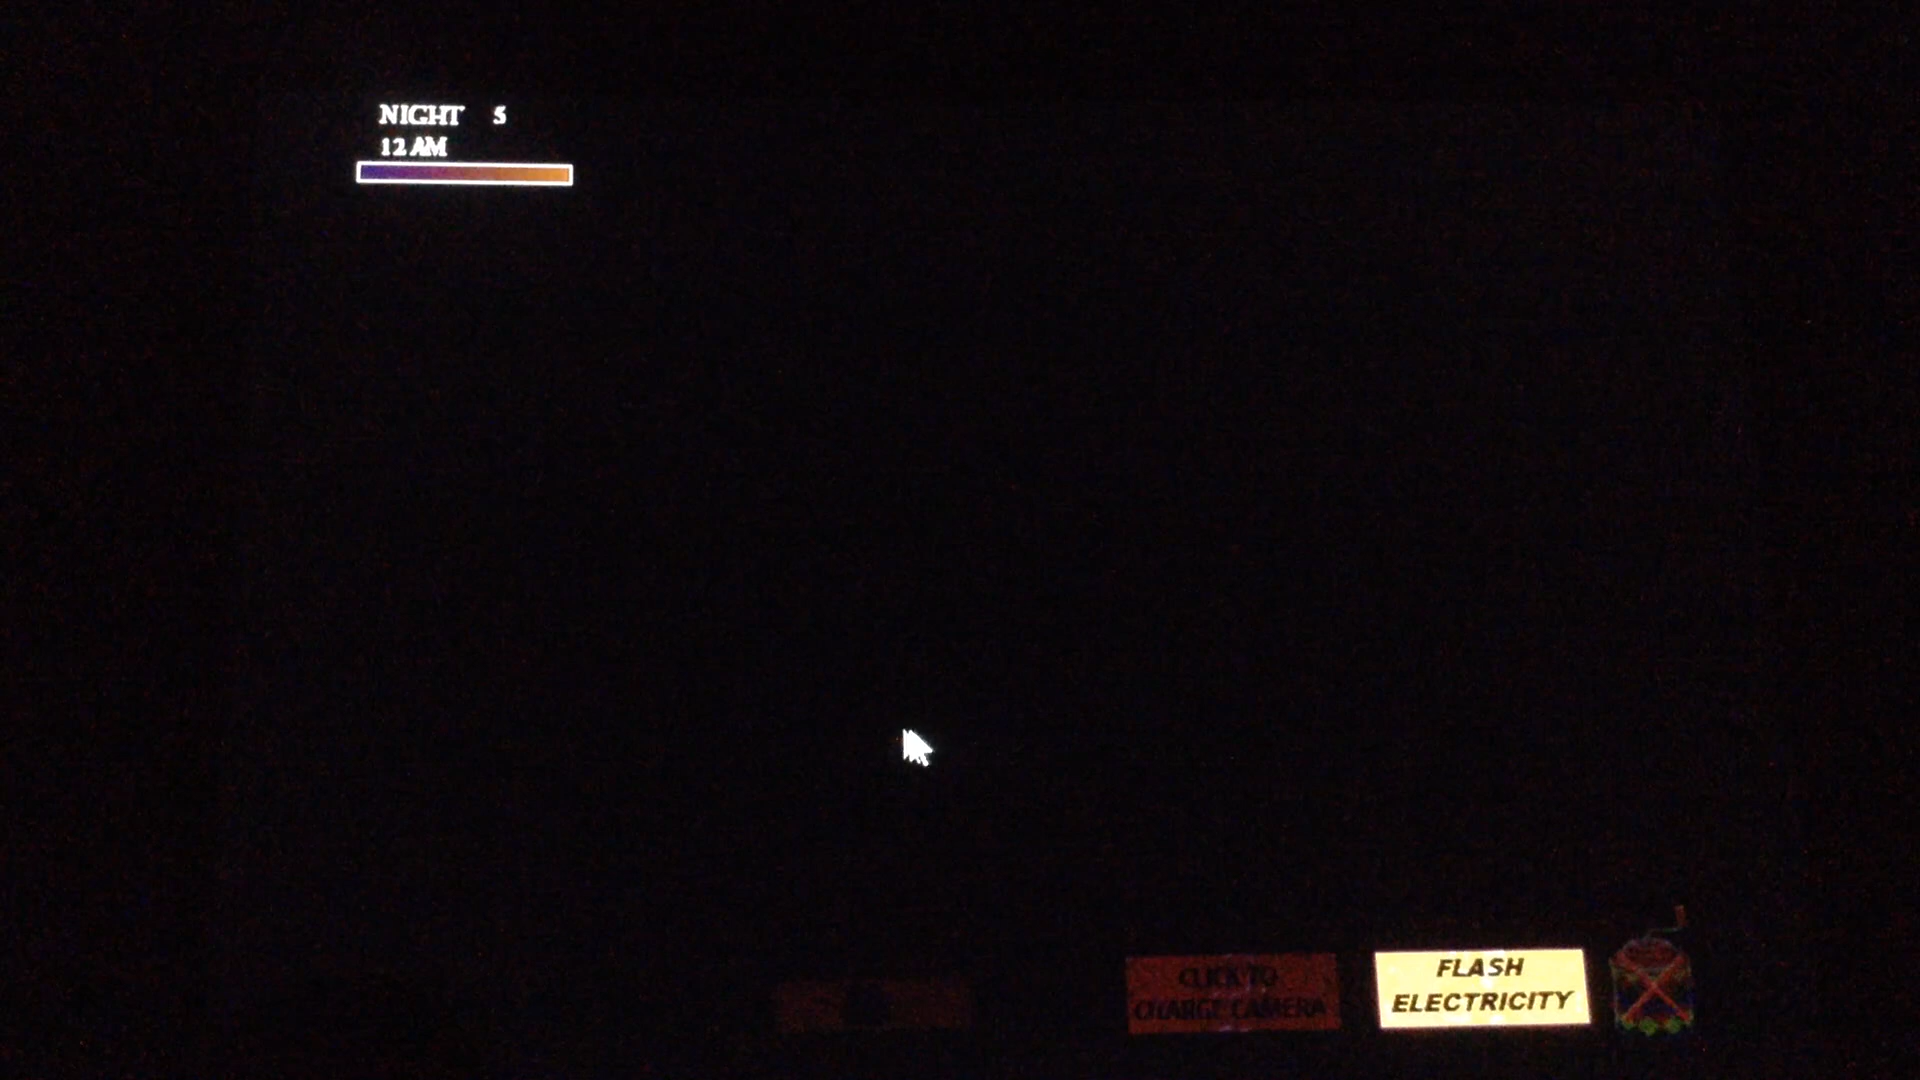 NIGHT 5
12 AM
CLICK TO
CHARGE CAMERA
FLASH
ELECTRICITY